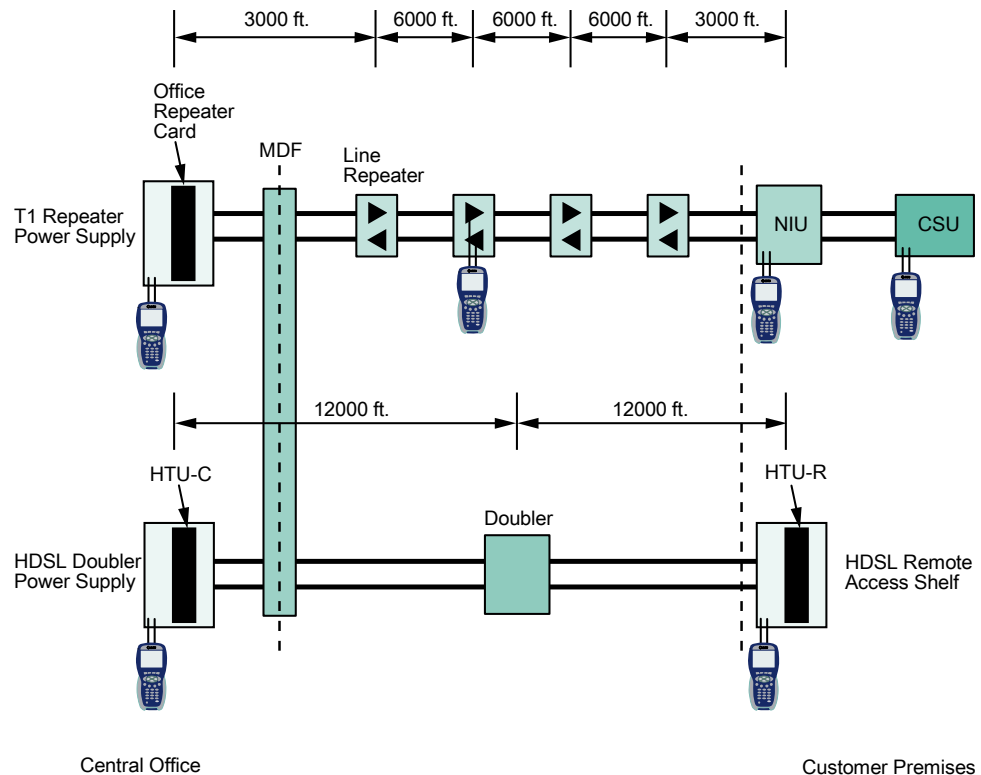 3000 ft.
6000 ft.
6000 ft.
6000 ft.
3000 ft.
Office
Repeater
Card
MDF
Line
Repeater
T1 Repeater
Power Supply
NIU
CSU
12000 ft.
12000 ft.
HTU-C
HTU-R
Doubler
HDSL Doubler
Power Supply
HDSL Remote
Access Shelf
Central Office
Customer Premises